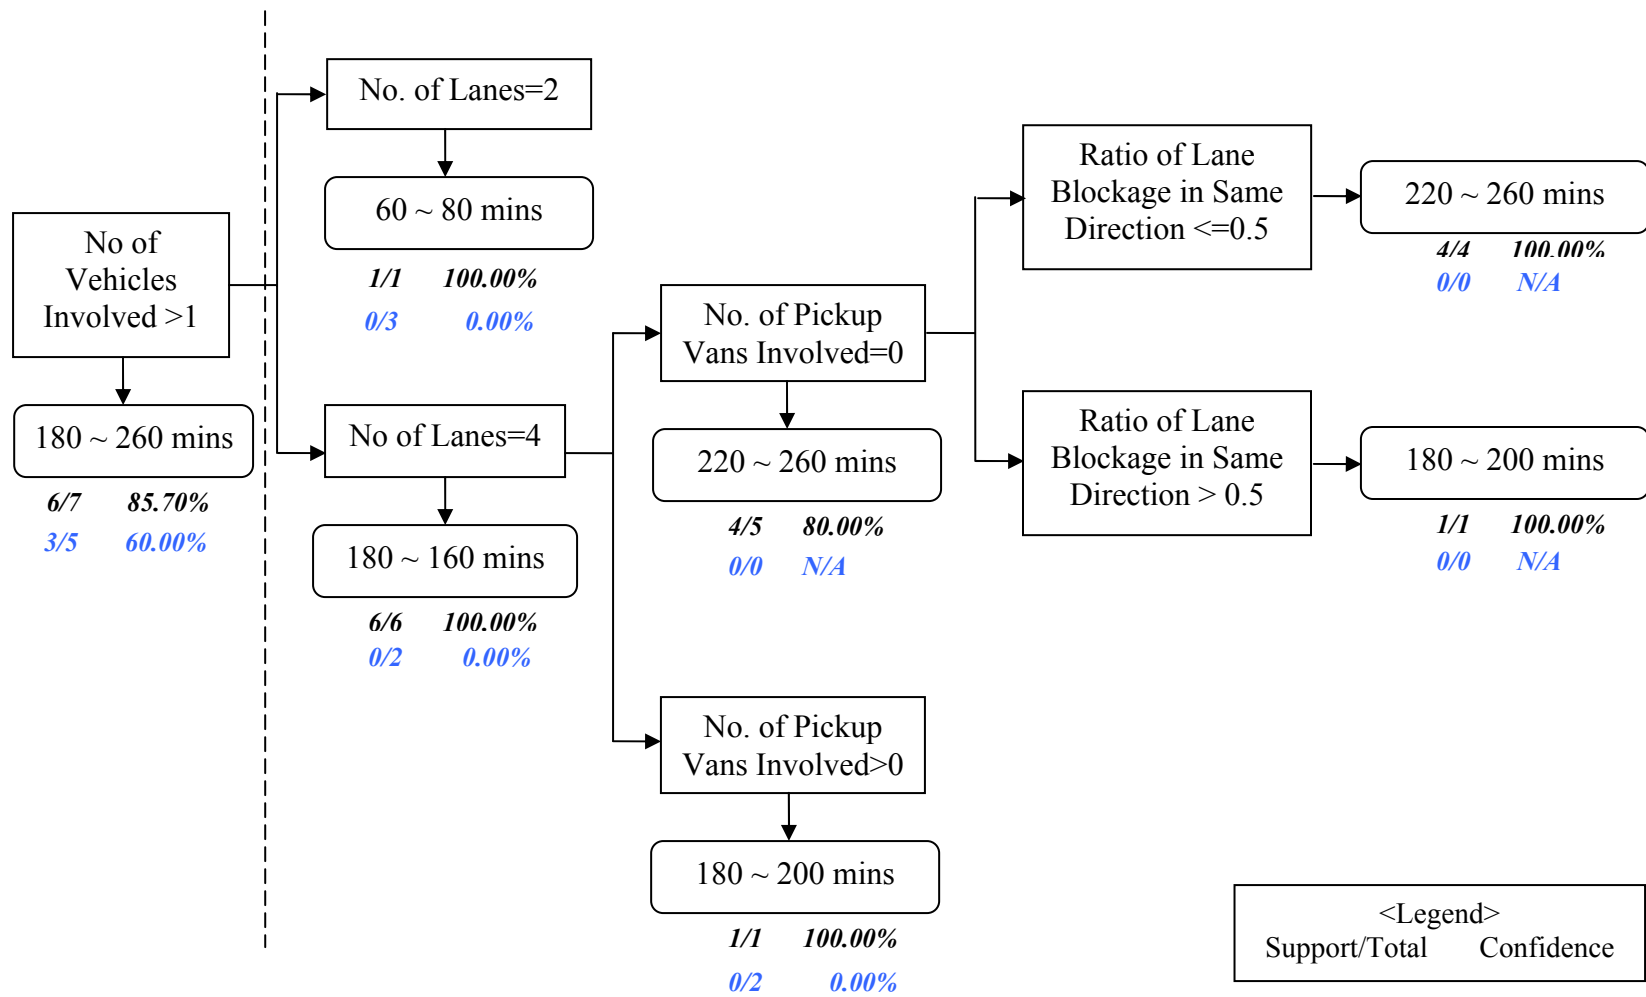 No of
Vehicles
Involved >1
180 ~ 260 mins
6/7 85.70%
3/5 60.00%
No. of Lanes=2
60 ~ 80 mins
1/1 100.00%
0/3 0.00%
No of Lanes=4
180 ~ 160 mins
6/6 100.00%
0/2 0.00%
No. of Pickup
Vans Involved=0
220 ~ 260 mins
4/5 80.00%
0/0 N/A
No. of Pickup
Vans Involved>0
180 ~ 200 mins
1/1 100.00%
0/2 0.00%
Ratio of Lane
Blockage in Same
Direction <=0.5
220 ~ 260 mins
4/4 100.00%
0/0 N/A
Ratio of Lane
Blockage in Same
Direction > 0.5
180 ~ 200 mins
1/1 100.00%
0/0 N/A
<Legend>
Support/Total Confidence